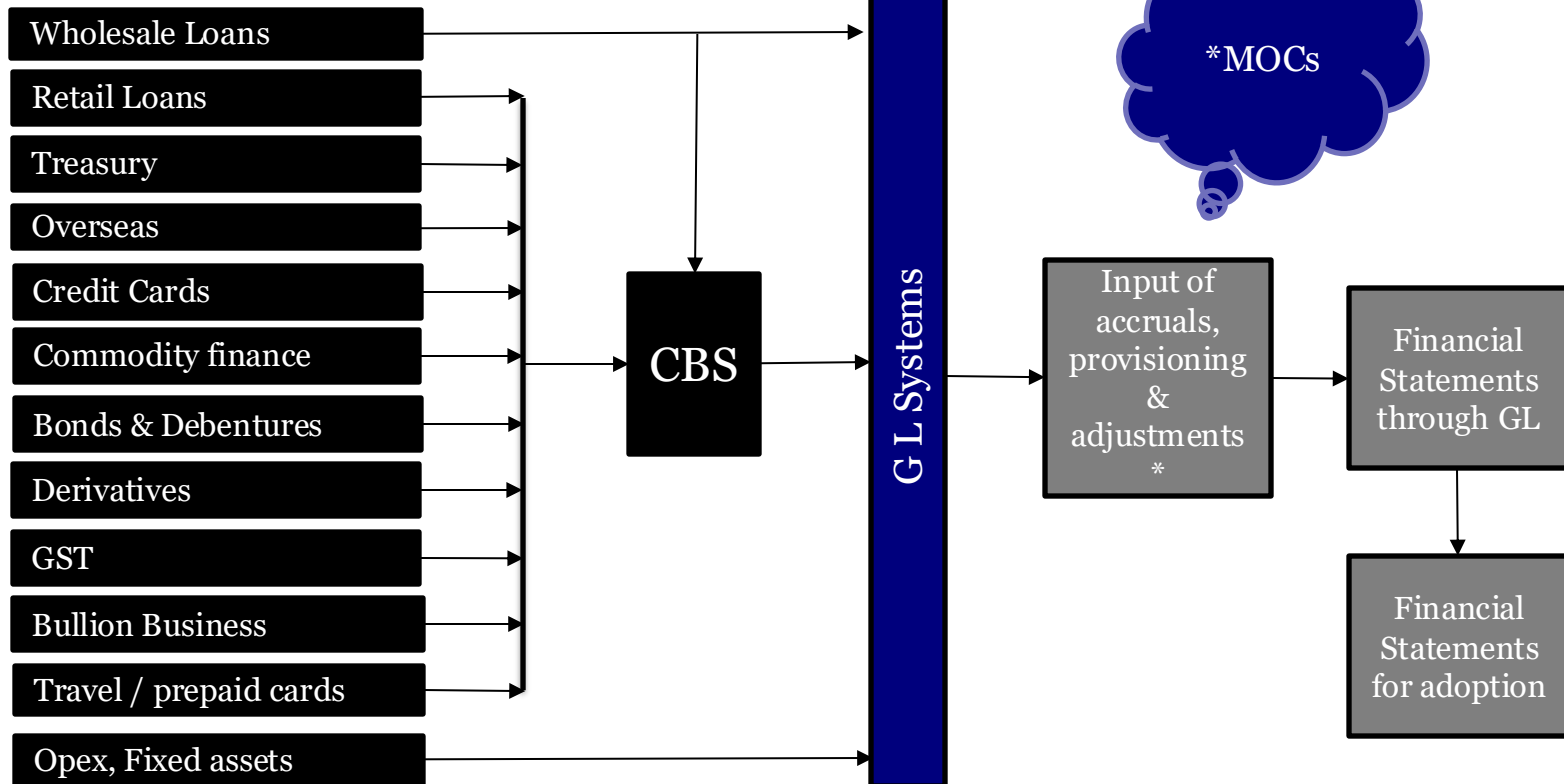 Wholesale Loans
Retail Loans
Treasury
Overseas
Credit Cards
Commodity finance
Bonds & Debentures
Derivatives
GST
Bullion Business
Travel / prepaid cards
Opex, Fixed assets
CBS
G L Systems
*MOCs
Input of
accruals,
provisioning
&
adjustments
*
Financial
Statements
through GL
Financial
Statements
for adoption